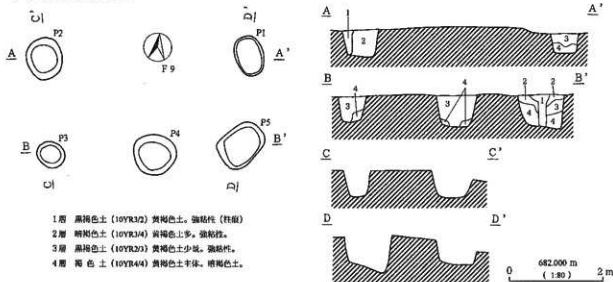 C'
D'
P2
P1
A
A'
F9
P3
P4
P5
B
B'
C
D
1層 黒褐色土（10YR3/2）黄褐色土。強粘性（柱痕）
2層 暗褐色土（10YR3/4）黄褐色土多。強粘性。
3層 黒褐色土（10YR2/3）黄褐色土少量。強粘性。
4層 褐色土（10YR4/4）黄褐色土主体。暗褐色土。
A
1
2
3
4
A'
B
3
4
3
4
2
1
2
3
4
4
B'
C
C'
D
D'
682.000 m
0 (1:80) 2 m